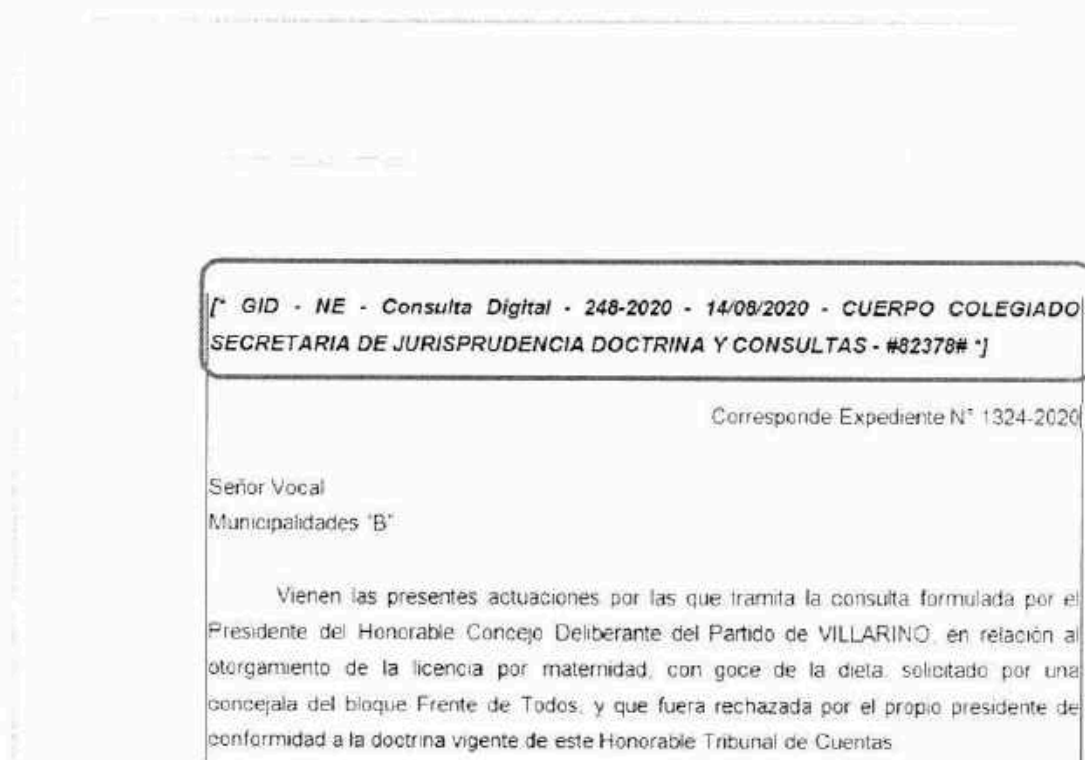 [* GID - NE - Consulta Digital - 248-2020 - 14/08/2020 - CUERPO COLEGIADO
SECRETARIA DE JURISPRUDENCIA DOCTRINA Y CONSULTAS - #82378# *]
Corresponde Expediente N° 1324-2020
Señor Vocal
Municipalidades "B"
Vienen las presentes actuaciones por las que tramita la consulta formulada por el
Presidente del Honorable Concejo Deliberante del Partido de VILLARINO, en relación al
otorgamiento de la licencia por maternidad, con goce de la dieta, solicitado por una
concejala del bloque Frente de Todos, y que fuera rechazada por el propio presidente de
conformidad a la doctrina vigente de este Honorable Tribunal de Cuentas